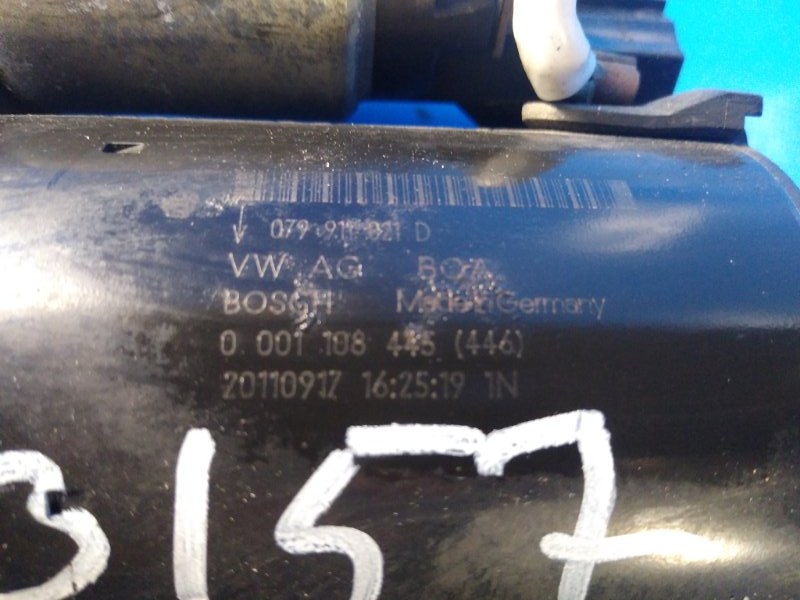 079 911 021 D
VW AG BOA
BOSCH Made in Germany
0 001 108 445 (446)
20110917 16:25:19 1N
3157